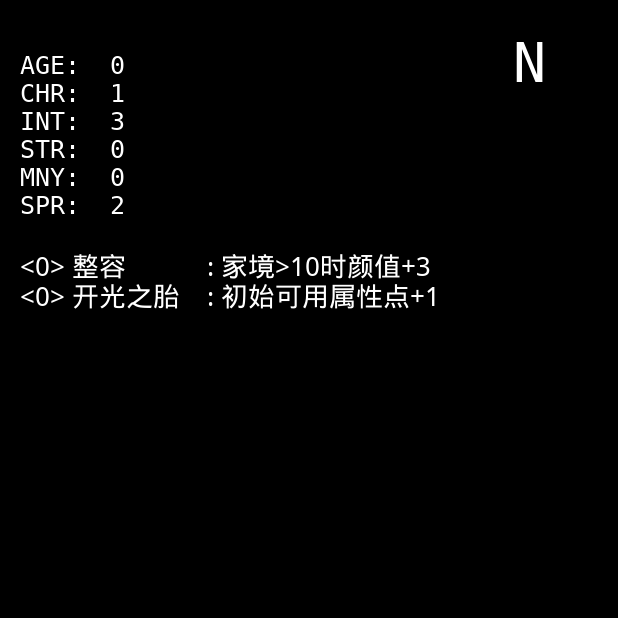 N
AGE: 0
CHR: 1
INT: 3
STR: 0
MNY: 0
SPR: 2
<0> 整容 : 家境>10时颜值+3
<0> 开光之胎 : 初始可用属性点+1